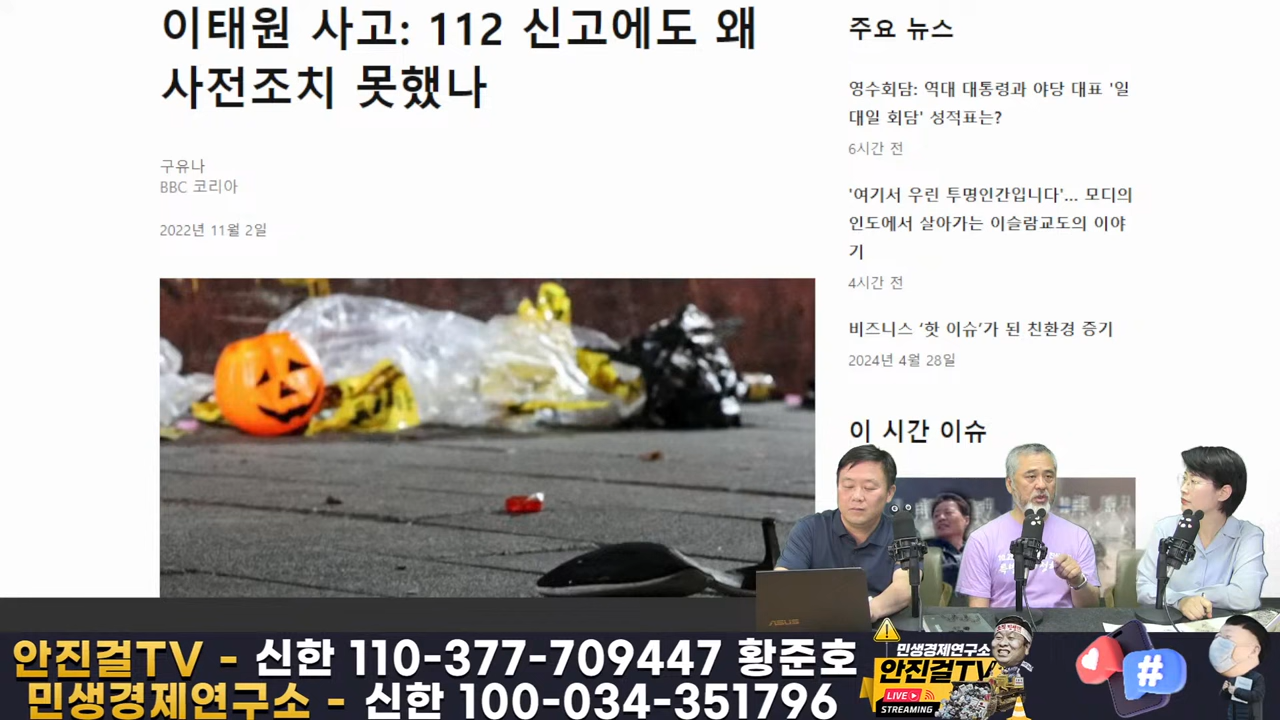 이태원 사고: 112 신고에도 왜
사전조치 못했나
구유나
BBC 코리아
2022년 11월 2일
주요 뉴스
영수회담: 역대 대통령과 야당 대표 '일
대일 회담' 성적표는?
6시간 전
'여기서 우린 투명인간입니다'... 모디의
인도에서 살아가는 이슬람교도의 이야
기
4시간 전
비즈니스 ‘핫 이슈’가 된 친환경 증기
2024년 4월 28일
이 시간 이슈
ASUS
안진걸TV - 신한 110-377-709447 황준호
민생경제연구소 - 신한 100-034-351796
민생경제연구소
안진걸TV
LIVE
STREAMING
#